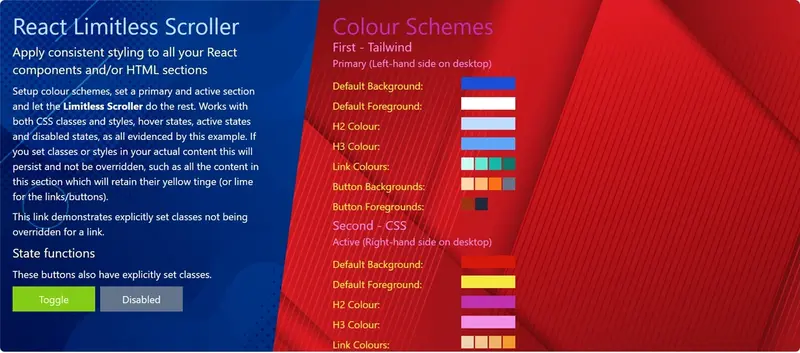 React Limitless Scroller
Apply consistent styling to all your React
components and/or HTML sections
Setup colour schemes, set a primary and active section
and let the Limitless Scroller do the rest. Works with
both CSS classes and styles, hover states, active states
and disabled states, as all evidenced by this example. If
you set classes or styles in your actual content this will
persist and not be overridden, such as all the content in
this section which will retain their yellow tinge (or lime
for the links/buttons).
This link demonstrates explicitly set classes not being
overridden for a link.
State functions
These buttons also have explicitly set classes.
Toggle
Disabled
Colour Schemes
First - Tailwind
Primary (Left-hand side on desktop)
Default Background:
Default Foreground:
H2 Colour:
H3 Colour:
Link Colours:
Button Backgrounds:
Button Foregrounds:
Second - CSS
Active (Right-hand side on desktop)
Default Background:
Default Foreground:
H2 Colour:
H3 Colour:
Link Colours: